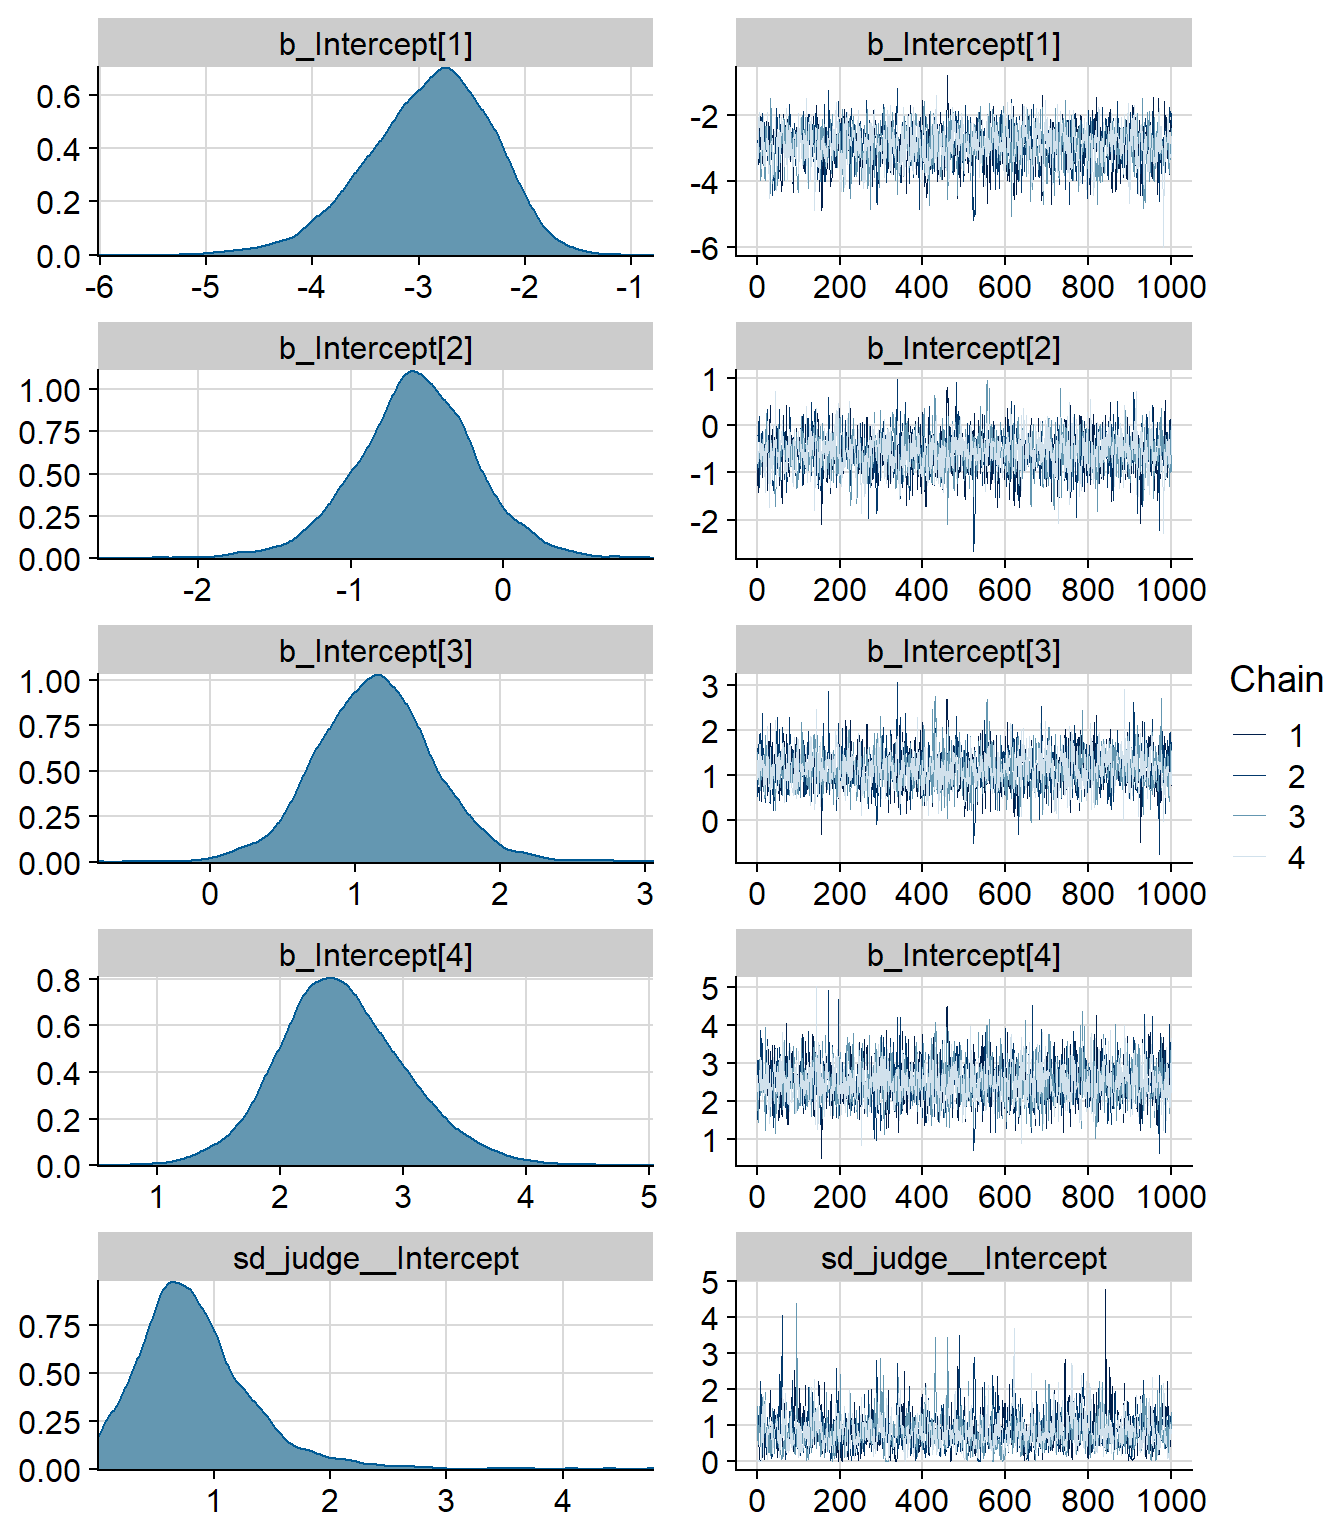 b_Intercept[1]
0.6
0.4
0.2
0.0
-6 -5 -4 -3 -2 -1
b_Intercept[1]
-2
-4
-6
0 200 400 600 800 1000
b_Intercept[2]
1.00
0.75
0.50
0.25
0.00
-2 -1 0
b_Intercept[2]
1
0
-1
-2
0 200 400 600 800 1000
b_Intercept[3]
1.00
0.75
0.50
0.25
0.00
0 1 2 3
b_Intercept[3]
3
2
1
0
0 200 400 600 800 1000
b_Intercept[4]
0.8
0.6
0.4
0.2
0.0
1 2 3 4 5
b_Intercept[4]
5
4
3
2
1
0 200 400 600 800 1000
sd_judge__Intercept
0.75
0.50
0.25
0.00
1 2 3 4
sd_judge__Intercept
5
4
3
2
1
0
0 200 400 600 800 1000
Chain
1
2
3
4